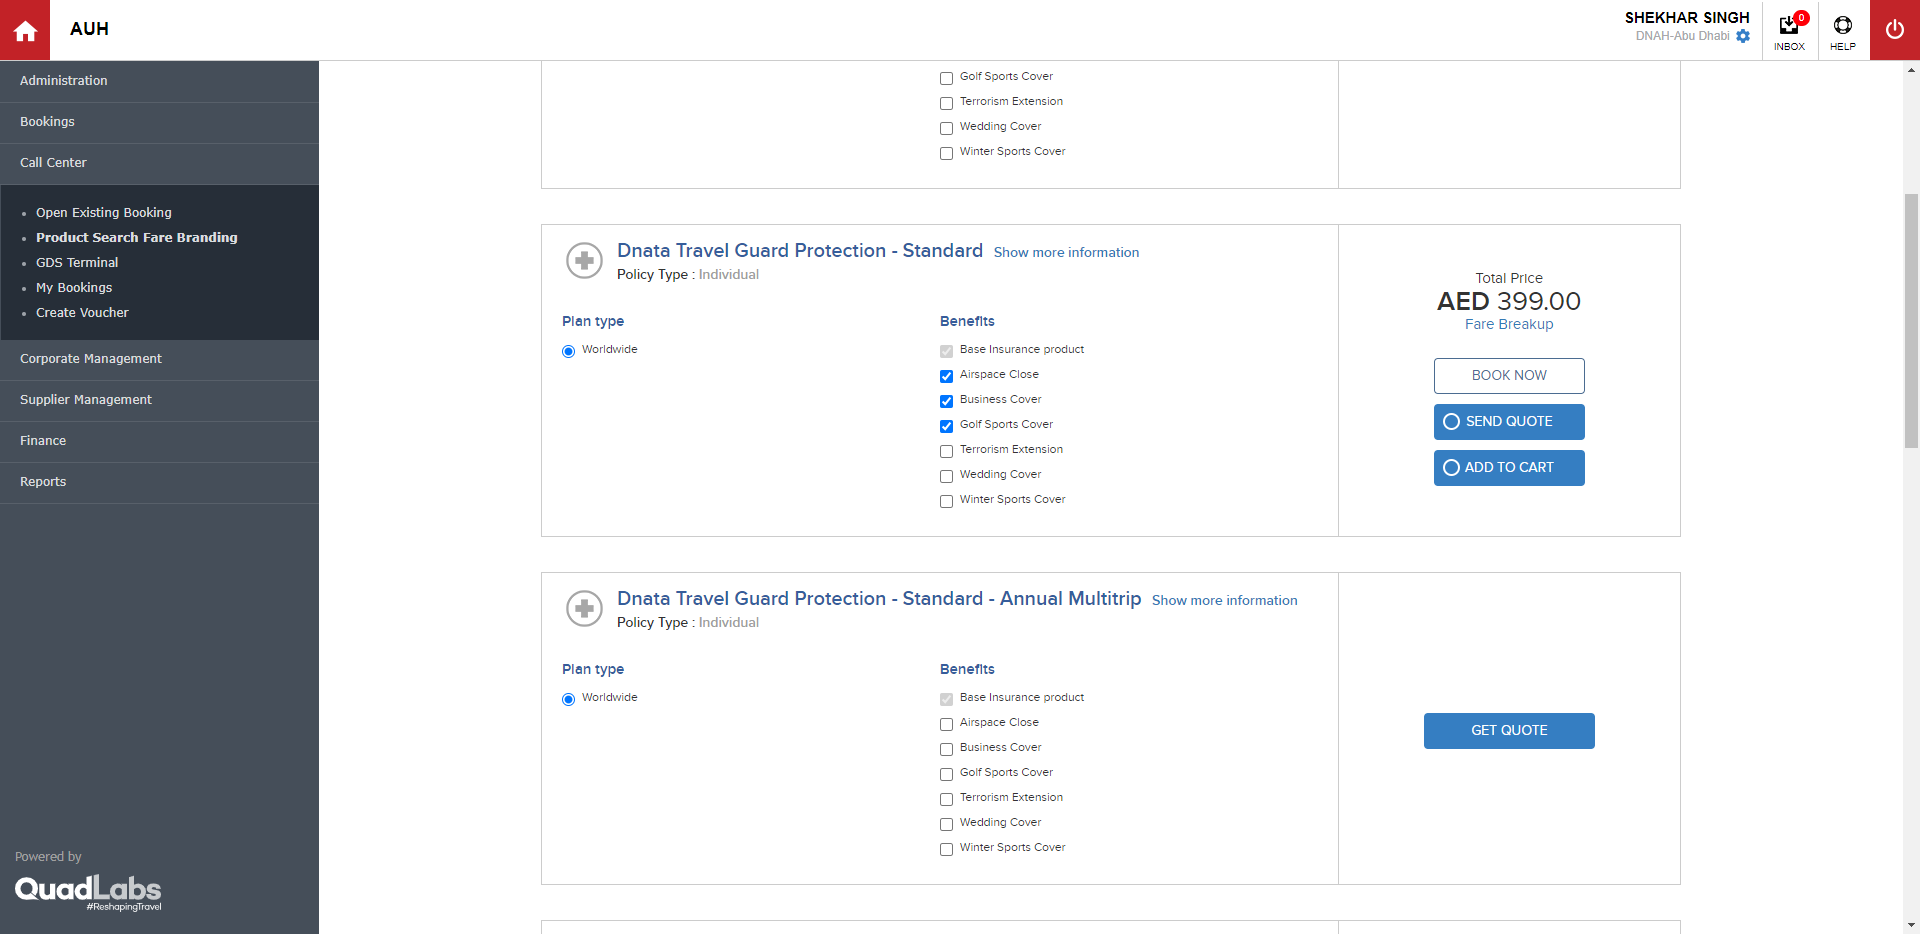 AUH
SHEKHAR SINGH
DNAH-Abu Dhabi
0
INBOX
HELP
Administration
Bookings
Call Center
Open Existing Booking
Product Search Fare Branding
GDS Terminal
My Bookings
Create Voucher
Corporate Management
Supplier Management
Finance
Reports
Powered by
QuadLabs
#ReshapingTravel
Golf Sports Cover
Terrorism Extension
Wedding Cover
Winter Sports Cover
Dnata Travel Guard Protection - Standard Show more information
Policy Type : Individual
Plan type
Worldwide
Benefits
Base Insurance product
Airspace Close
Business Cover
Golf Sports Cover
Terrorism Extension
Wedding Cover
Winter Sports Cover
Total Price
AED 399.00
Fare Breakup
BOOK NOW
SEND QUOTE
ADD TO CART
Dnata Travel Guard Protection - Standard - Annual Multitrip Show more information
Policy Type : Individual
Plan type
Worldwide
Benefits
Base Insurance product
Airspace Close
Business Cover
Golf Sports Cover
Terrorism Extension
Wedding Cover
Winter Sports Cover
GET QUOTE